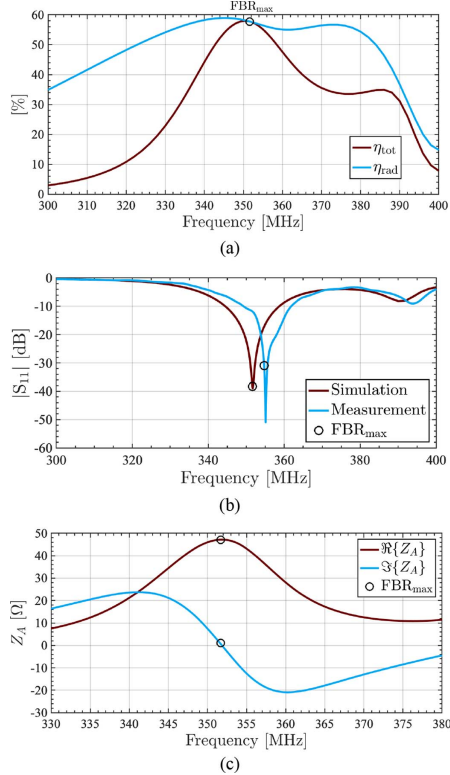 FBRmax
60
50
40
30
20
10
0
[%]
ηtot
ηrad
300 310 320 330 340 350 360 370 380 390 400
Frequency [MHz]
(a)
0
-10
-20
-30
-40
-50
-60
|S11| [dB]
Simulation
Measurement
FBRmax
300 320 340 360 380 400
Frequency [MHz]
(b)
50
40
30
20
10
0
-10
-20
-30
ZA [Ω]
ℜ{ZA}
ℑ{ZA}
FBRmax
330 335 340 345 350 355 360 365 370 375 380
Frequency [MHz]
(c)